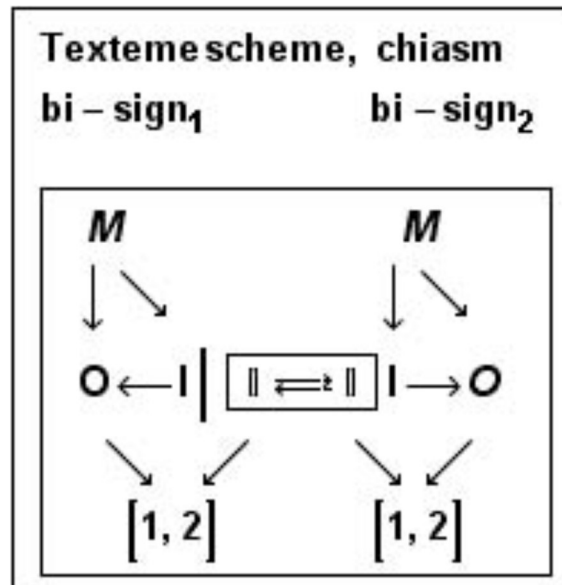 Texteme scheme, chiasm
bi – sign₁ bi – sign₂
M M
O ← I | 𝕀 ⇌ 𝕀 I → O
[1, 2] [1, 2]